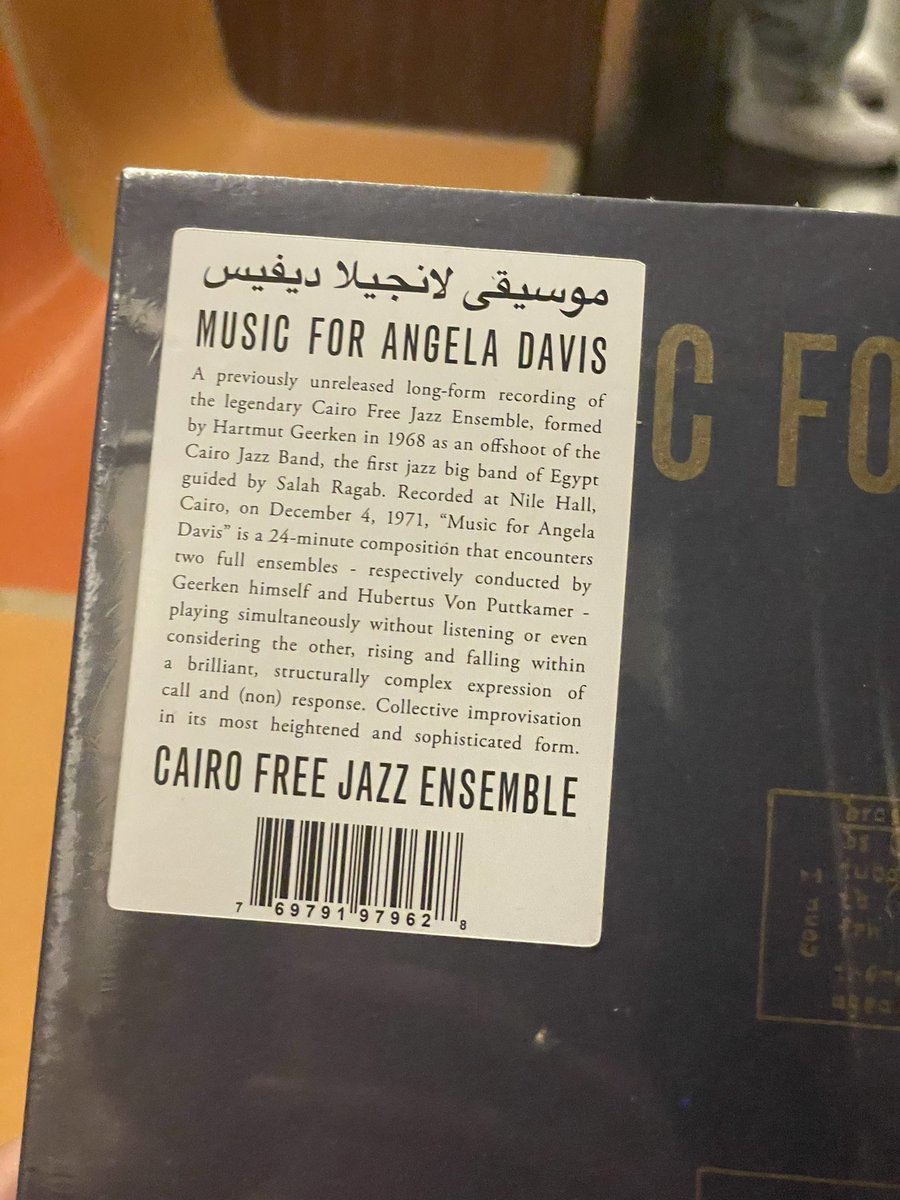 موسيقى لانجيلا ديفيس
MUSIC FOR ANGELA DAVIS
A previously unreleased long-form recording of
the legendary Cairo Free Jazz Ensemble, formed
by Hartmut Geerken in 1968 as an offshoot of the
Cairo Jazz Band, the first jazz big band of Egypt
guided by Salah Ragab. Recorded at Nile Hall,
Cairo, on December 4, 1971, “Music for Angela
Davis” is a 24-minute composition that encounters
two full ensembles - respectively conducted by
Geerken himself and Hubertus Von Puttkamer -
playing simultaneously without listening or even
considering the other, rising and falling within
a brilliant, structurally complex expression of
call and (non) response. Collective improvisation
in its most heightened and sophisticated form.
CAIRO FREE JAZZ ENSEMBLE
7 69791 97962 8
C FO